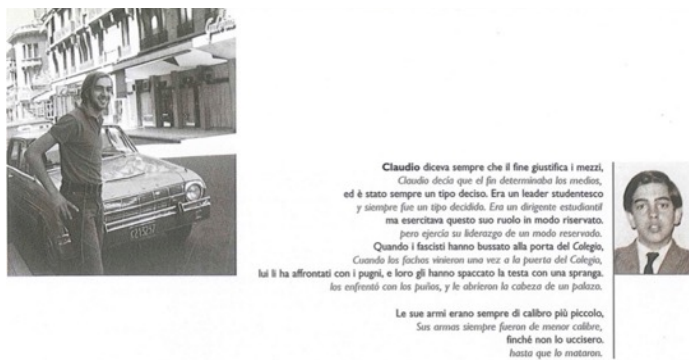 Claudio diceva sempre che il fine giustifica i mezzi,
Claudio decía que el fin determinaba los medios,
ed è stato sempre un tipo deciso. Era un leader studentesco
y siempre fue un tipo decidido. Era un dirigente estudiantil
ma esercitava questo suo ruolo in modo riservato.
pero ejercía su liderazgo de un modo reservado.
Quando i fascisti hanno bussato alla porta del Colegio,
Cuando los fachos vinieron una vez a la puerta del Colegio,
lui li ha affrontati con i pugni, e loro gli hanno spaccato la testa con una spranga.
los enfrentó con los puños, y le abrieron la cabeza de un palazo.
Le sue armi erano sempre di calibro più piccolo,
Sus armas siempre fueron de menor calibre,
finché non lo uccisero.
hasta que lo mataron.